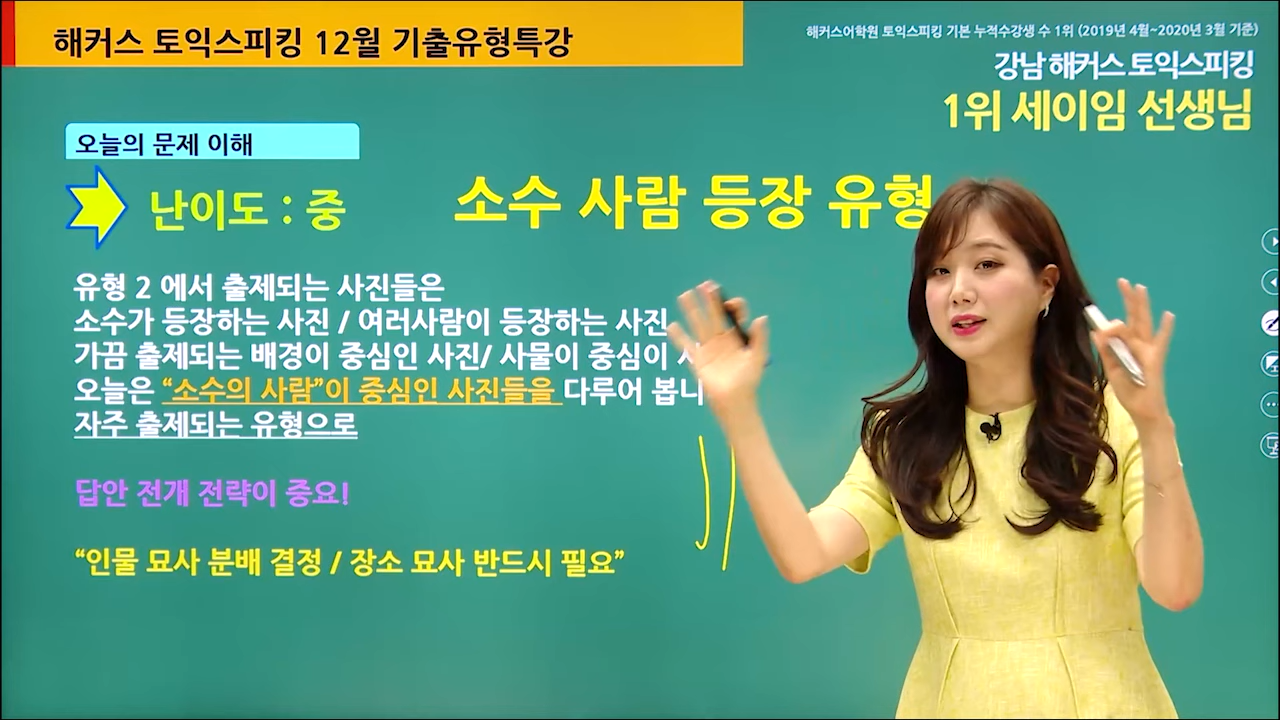 해커스 토익스피킹 12월 기출유형특강
해커스어학원 토익스피킹 기본 누적수강생 수 1위 (2019년 4월~2020년 3월 기준)
강남 해커스 토익스피킹
1위 세이임 선생님
오늘의 문제 이해
난이도 : 중
소수 사람 등장 유형
유형 2 에서 출제되는 사진들은
소수가 등장하는 사진 / 여러사람이 등장하는 사진
가끔 출제되는 배경이 중심인 사진/ 사물이 중심이
오늘은 “소수의 사람”이 중심인 사진들을 다루어
자주 출제되는 유형으로
답안 전개 전략이 중요!
“인물 묘사 분배 결정 / 장소 묘사 반드시 필요”